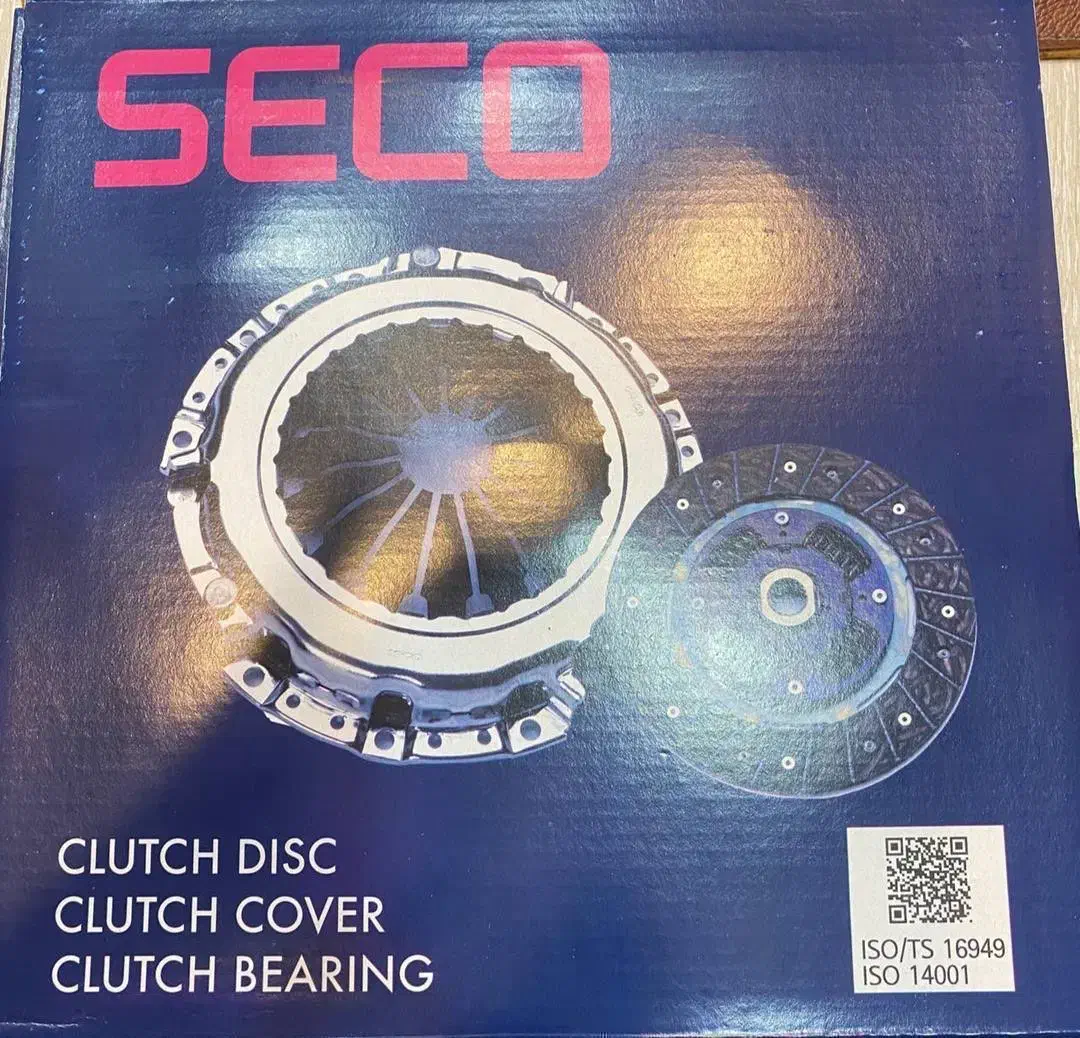 SECO
CLUTCH DISC
CLUTCH COVER
CLUTCH BEARING
ISO/TS 16949
ISO 14001